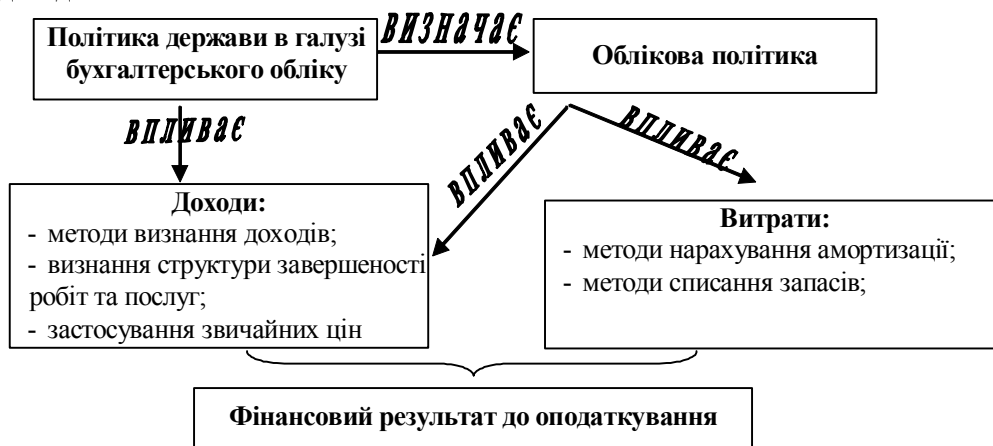 Політика держави в галузі
бухгалтерського обліку
визначає
Облікова політика
впливає
впливає
впливає
Доходи:
- методи визнання доходів;
- визнання структури завершеності
робіт та послуг;
- застосування звичайних цін
Витрати:
- методи нарахування амортизації;
- методи списання запасів;
Фінансовий результат до оподаткування